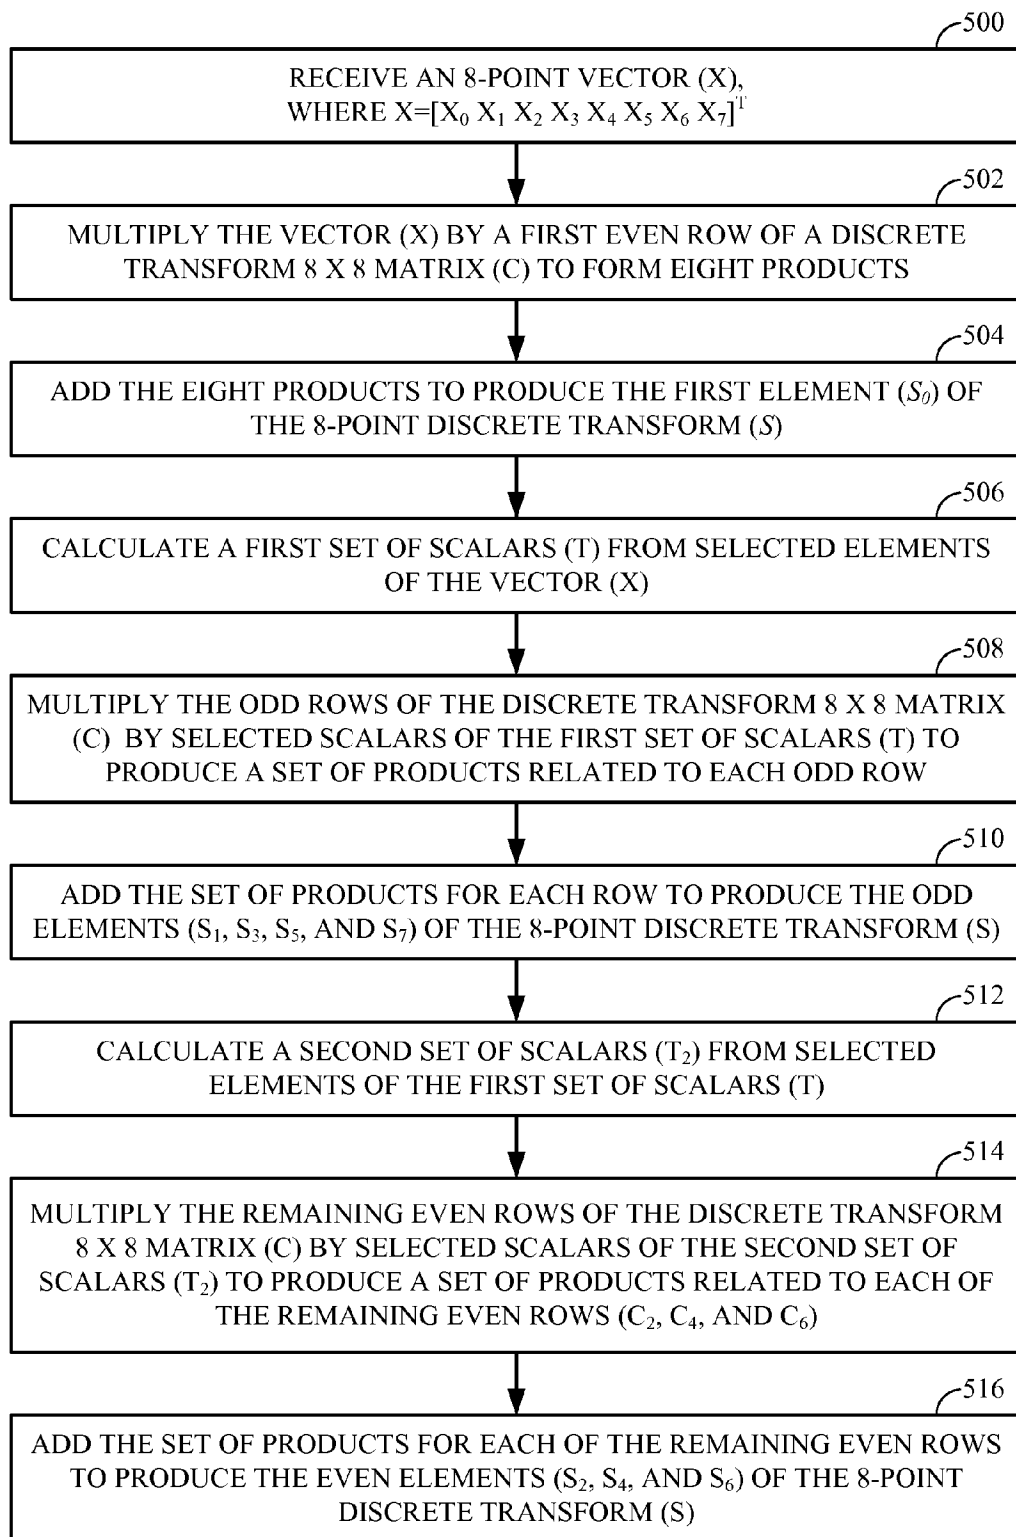 500
RECEIVE AN 8-POINT VECTOR (X),
WHERE X=[X₀ X₁ X₂ X₃ X₄ X₅ X₆ X₇]ᵀ
502
MULTIPLY THE VECTOR (X) BY A FIRST EVEN ROW OF A DISCRETE
TRANSFORM 8 X 8 MATRIX (C) TO FORM EIGHT PRODUCTS
504
ADD THE EIGHT PRODUCTS TO PRODUCE THE FIRST ELEMENT (S₀) OF
THE 8-POINT DISCRETE TRANSFORM (S)
506
CALCULATE A FIRST SET OF SCALARS (T) FROM SELECTED ELEMENTS
OF THE VECTOR (X)
508
MULTIPLY THE ODD ROWS OF THE DISCRETE TRANSFORM 8 X 8 MATRIX
(C) BY SELECTED SCALARS OF THE FIRST SET OF SCALARS (T) TO
PRODUCE A SET OF PRODUCTS RELATED TO EACH ODD ROW
510
ADD THE SET OF PRODUCTS FOR EACH ROW TO PRODUCE THE ODD
ELEMENTS (S₁, S₃, S₅, AND S₇) OF THE 8-POINT DISCRETE TRANSFORM (S)
512
CALCULATE A SECOND SET OF SCALARS (T₂) FROM SELECTED
ELEMENTS OF THE FIRST SET OF SCALARS (T)
514
MULTIPLY THE REMAINING EVEN ROWS OF THE DISCRETE TRANSFORM
8 X 8 MATRIX (C) BY SELECTED SCALARS OF THE SECOND SET OF
SCALARS (T₂) TO PRODUCE A SET OF PRODUCTS RELATED TO EACH OF
THE REMAINING EVEN ROWS (C₂, C₄, AND C₆)
516
ADD THE SET OF PRODUCTS FOR EACH OF THE REMAINING EVEN ROWS
TO PRODUCE THE EVEN ELEMENTS (S₂, S₄, AND S₆) OF THE 8-POINT
DISCRETE TRANSFORM (S)